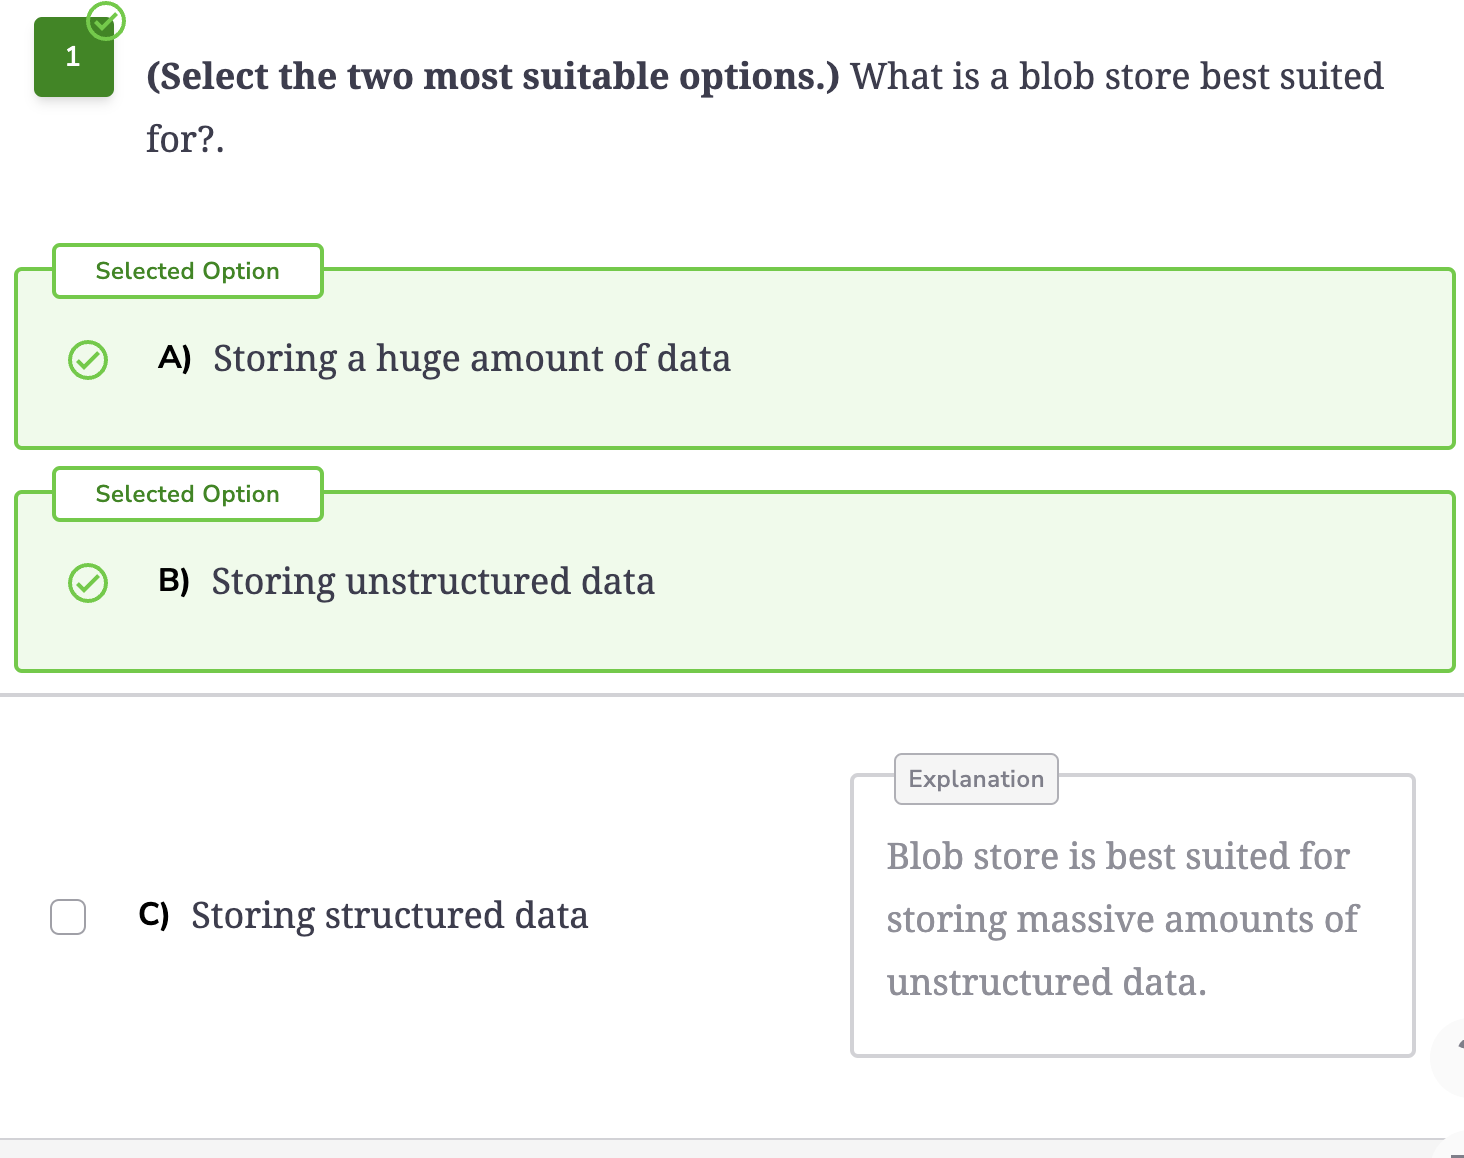 1
(Select the two most suitable options.) What is a blob store best suited
for?.
Selected Option
A) Storing a huge amount of data
Selected Option
B) Storing unstructured data
C) Storing structured data
Explanation
Blob store is best suited for
storing massive amounts of
unstructured data.